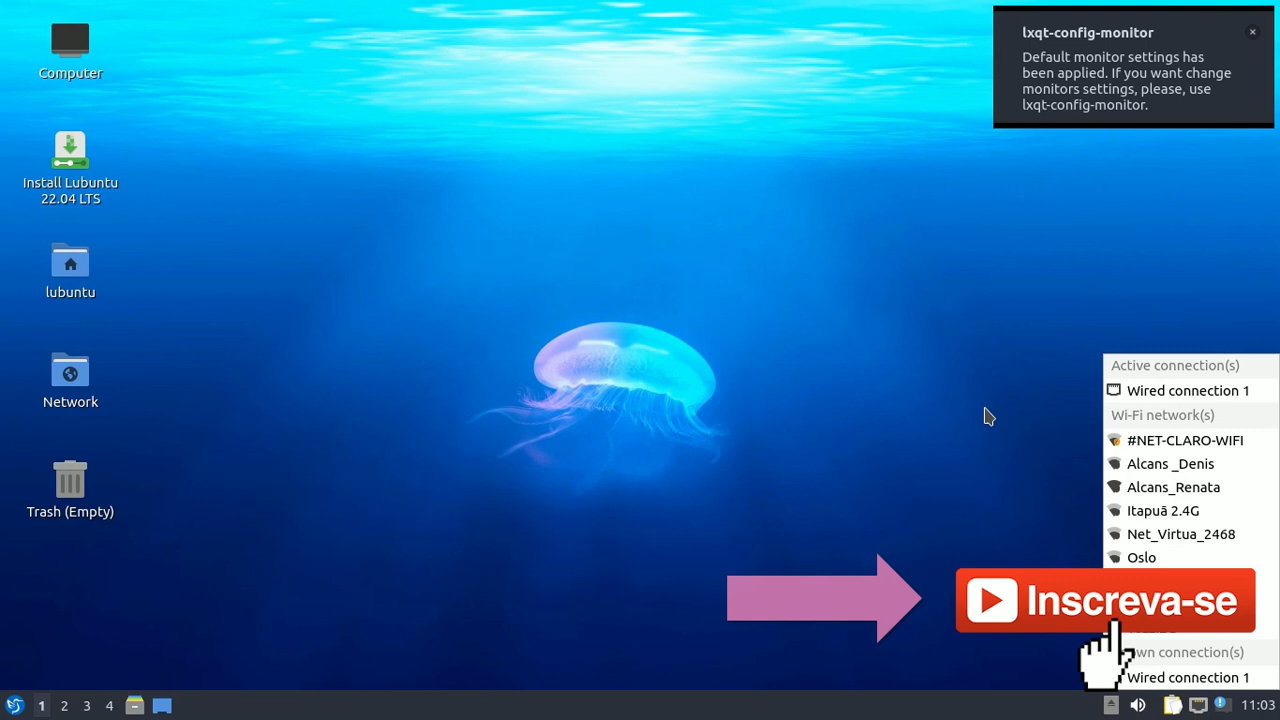 Computer
Install Lubuntu
22.04 LTS
lubuntu
Network
Trash (Empty)
lxqt-config-monitor
Default monitor settings has
been applied. If you want change
monitors settings, please, use
lxqt-config-monitor.
Active connection(s)
Wired connection 1
Wi-Fi network(s)
#NET-CLARO-WIFI
Alcans _Denis
Alcans_Renata
Itapuã 2.4G
Net_Virtua_2468
Oslo
Inscreva-se
connection(s)
Wired connection 1
1 2 3 4
11:03